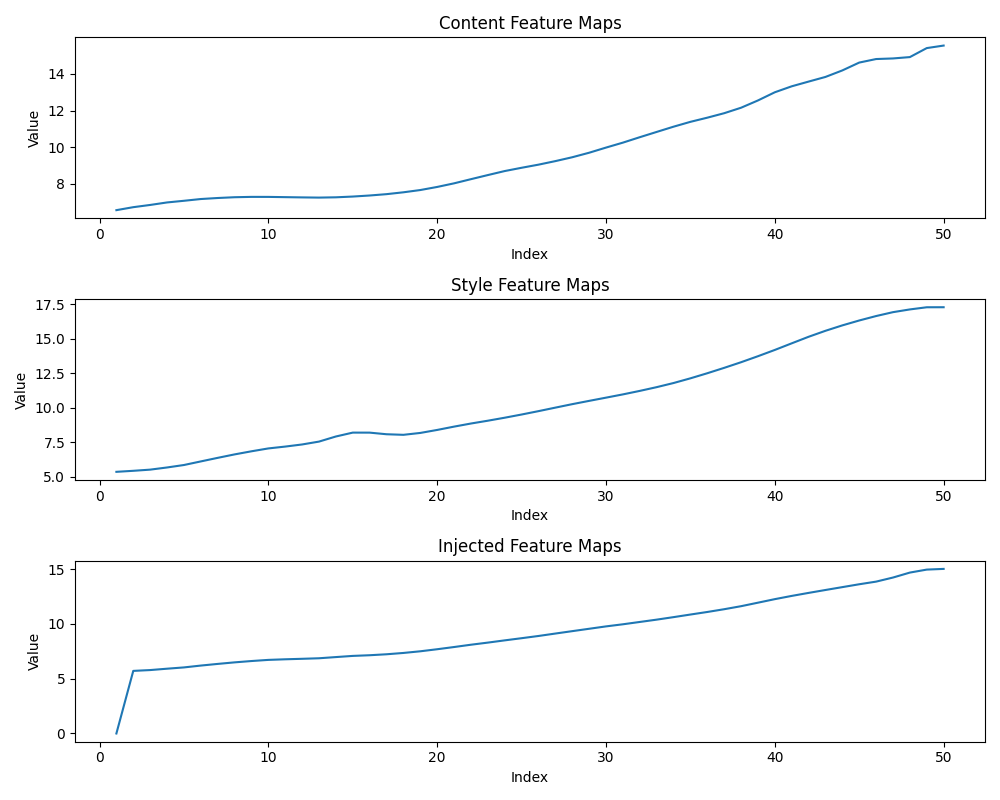 Content Feature Maps
Value
14
12
10
8
0 10 20 30 40 50
Index
Style Feature Maps
Value
17.5
15.0
12.5
10.0
7.5
5.0
0 10 20 30 40 50
Index
Injected Feature Maps
Value
15
10
5
0
0 10 20 30 40 50
Index